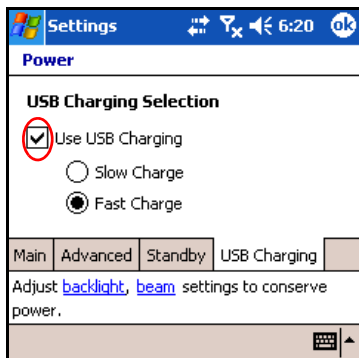 Settings 6:20 ok
Power
USB Charging Selection
Use USB Charging
Slow Charge
Fast Charge
Main Advanced Standby USB Charging
Adjust backlight, beam settings to conserve
power.